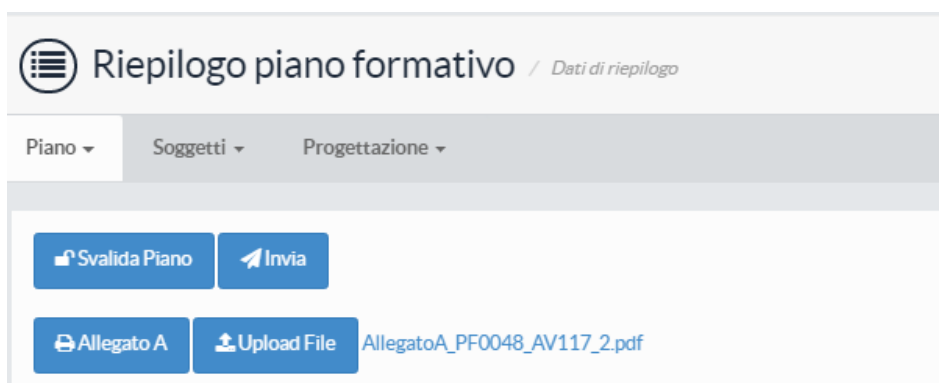 Riepilogo piano formativo / Dati di riepilogo
Piano Soggetti Progettazione
Svalida Piano Invia
Allegato A Upload File AllegatoA_PF0048_AV117_2.pdf